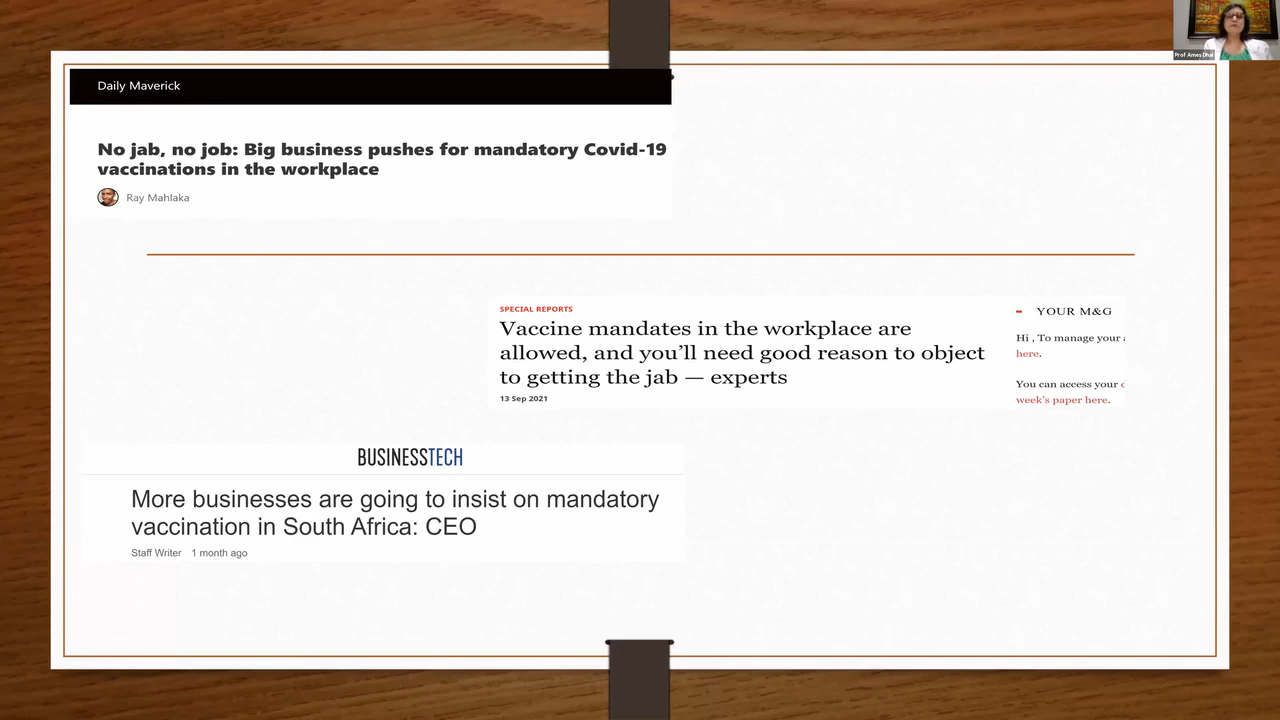 Prof Ames Dhai
Daily Maverick
No jab, no job: Big business pushes for mandatory Covid-19
vaccinations in the workplace
Ray Mahlaka
SPECIAL REPORTS
Vaccine mandates in the workplace are
allowed, and you’ll need good reason to object
to getting the jab — experts
13 Sep 2021
YOUR M&G
Hi , To manage your
here.
You can access your
week's paper here.
BUSINESSTECH
More businesses are going to insist on mandatory
vaccination in South Africa: CEO
Staff Writer 1 month ago